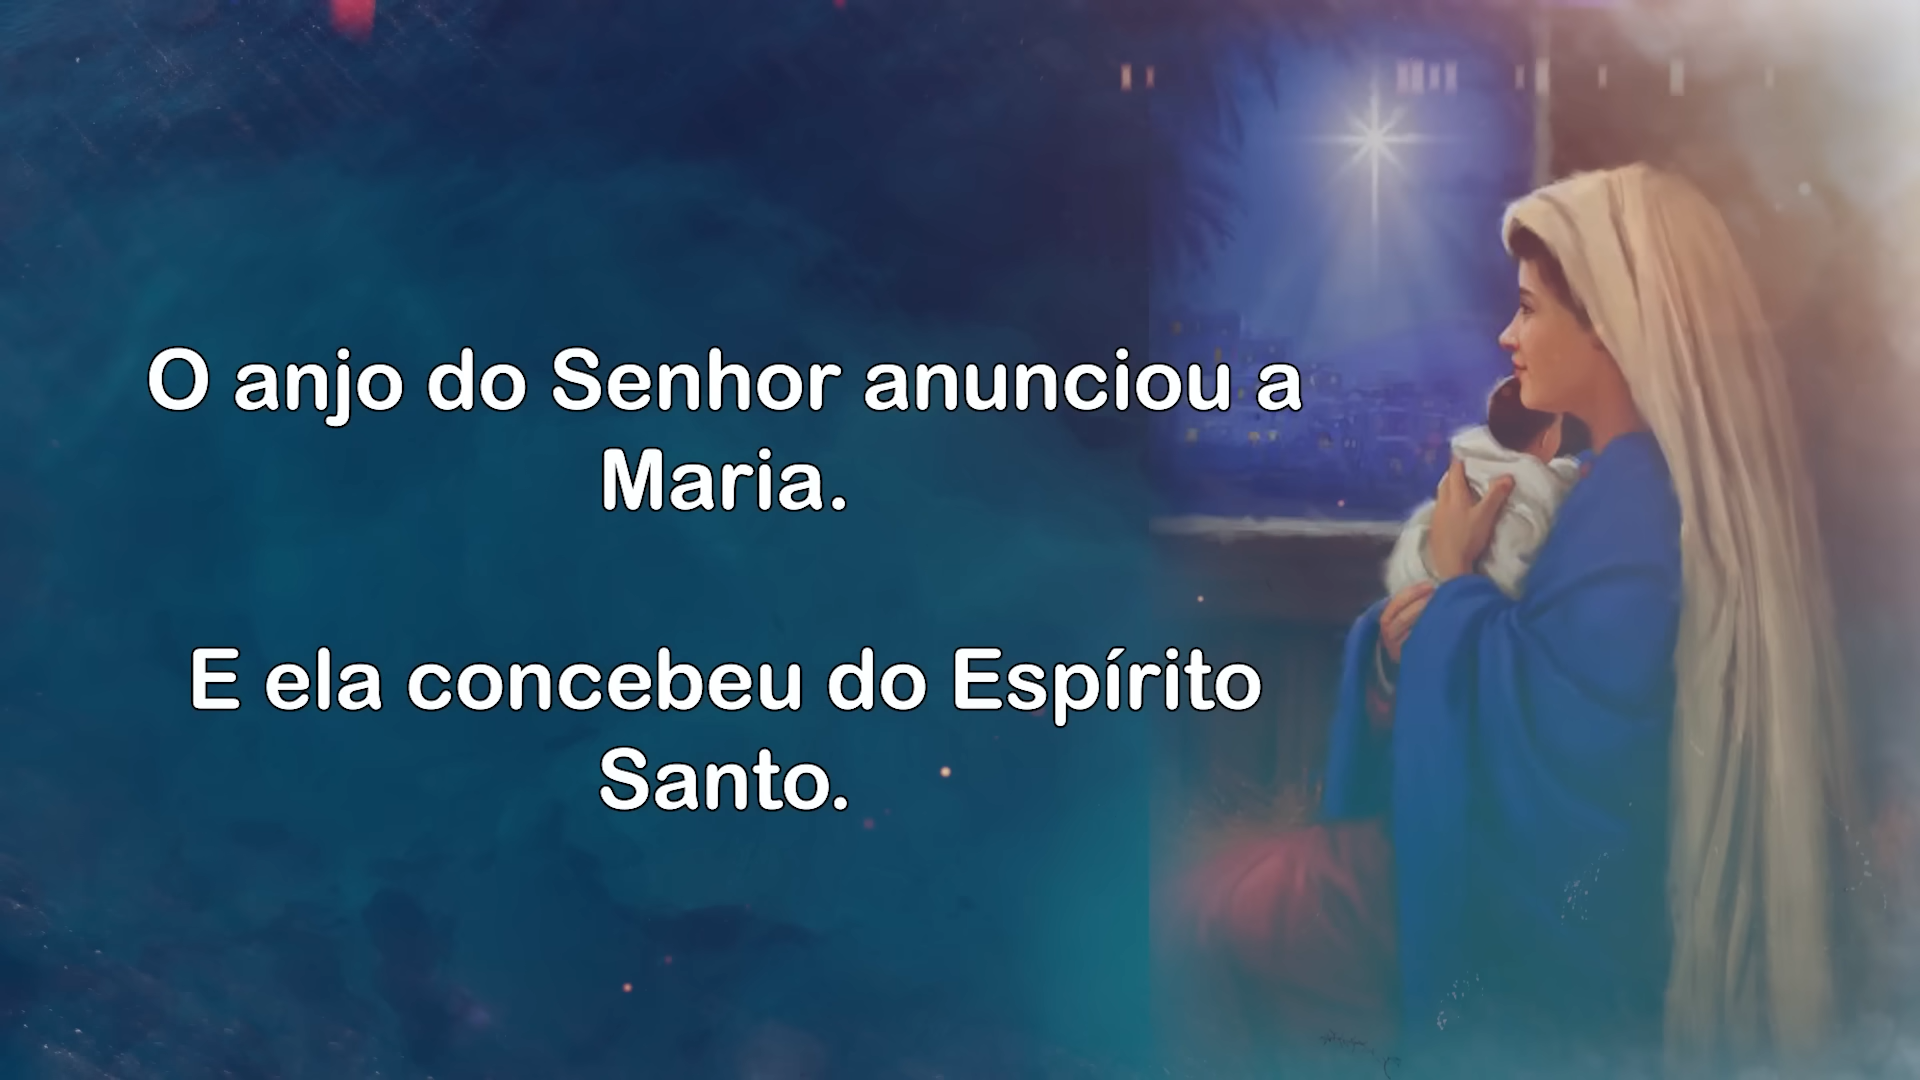 O anjo do Senhor anunciou a
Maria.
E ela concebeu do Espírito
Santo.